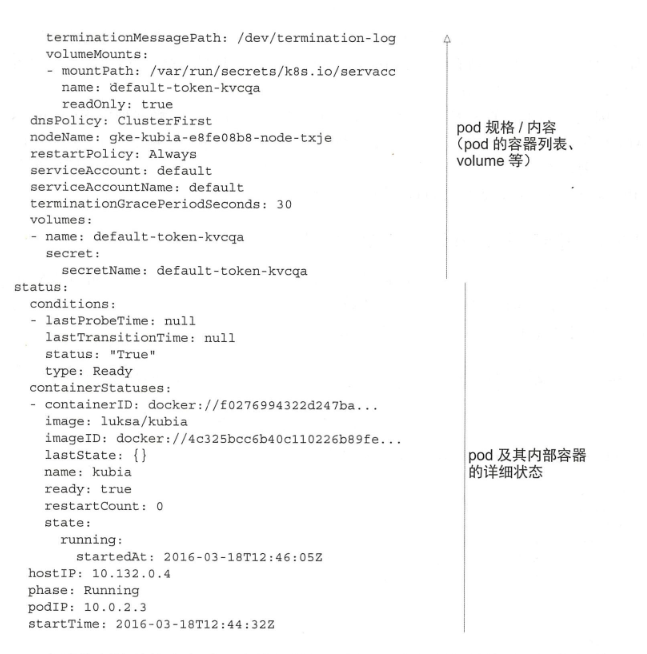 terminationMessagePath: /dev/termination-log
    volumeMounts:
    - mountPath: /var/run/secrets/k8s.io/servacc
      name: default-token-kvcqa
      readOnly: true
  dnsPolicy: ClusterFirst
  nodeName: gke-kubia-e8fe08b8-node-txje
  restartPolicy: Always
  serviceAccount: default
  serviceAccountName: default
  terminationGracePeriodSeconds: 30
  volumes:
  - name: default-token-kvcqa
    secret:
      secretName: default-token-kvcqa
pod 规格 / 内容
(pod 的容器列表、
volume 等)
status:
  conditions:
  - lastProbeTime: null
    lastTransitionTime: null
    status: "True"
    type: Ready
  containerStatuses:
  - containerID: docker://f0276994322d247ba...
    image: luksa/kubia
    imageID: docker://4c325bcc6b40c110226b89fe...
    lastState: {}
    name: kubia
    ready: true
    restartCount: 0
    state:
      running:
        startedAt: 2016-03-18T12:46:05Z
  hostIP: 10.132.0.4
  phase: Running
  podIP: 10.0.2.3
  startTime: 2016-03-18T12:44:32Z
pod 及其内部容器
的详细状态